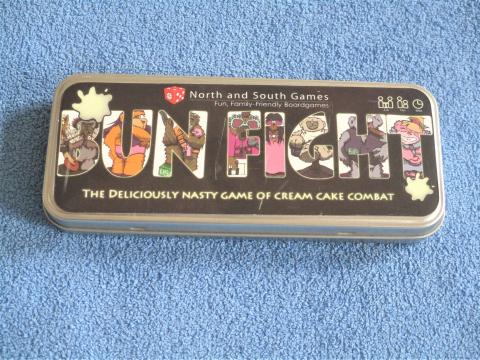 North and South Games
Fun, Family-Friendly Boardgames
BUN FIGHT
THE DELICIOUSLY NASTY GAME OF CREAM CAKE COMBAT